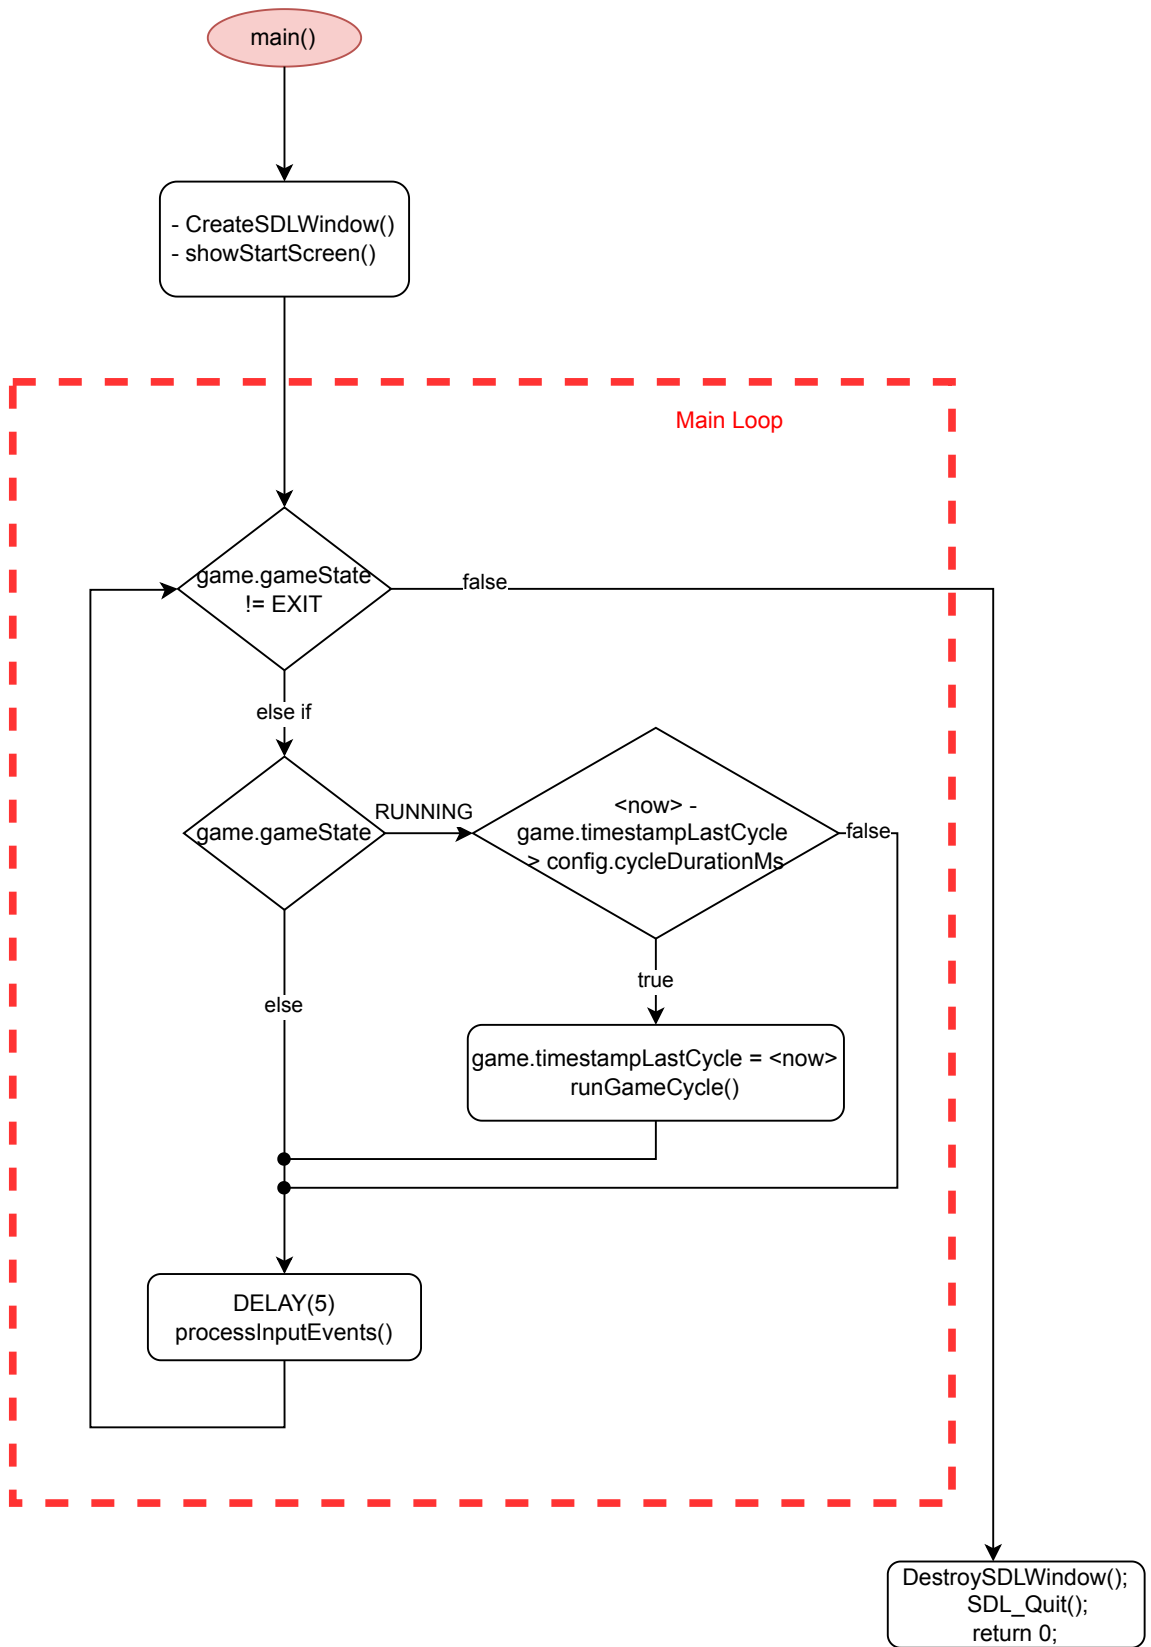 main()
- CreateSDLWindow()
- showStartScreen()
Main Loop
game.gameState
!= EXIT
false
else if
game.gameState
RUNNING
<now> -
game.timestampLastCycle
> config.cycleDurationMs
false
true
else
game.timestampLastCycle = <now>
runGameCycle()
DELAY(5)
processInputEvents()
DestroySDLWindow();
SDL_Quit();
return 0;